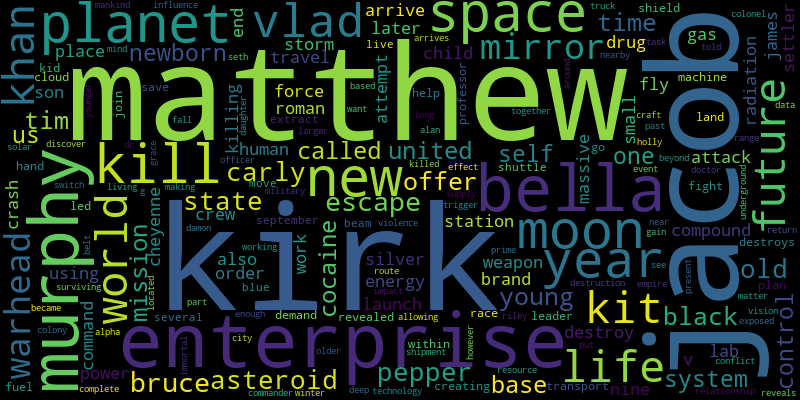 mankind influence truck colonel
khan planet vlad space arrive shield
end later time task
place newborn storm mirror drug told james
kid mind travel live child gas settler
cloud seth based arrives fly nearby
son matthew around machine
younger join save force want help professor small radiation
tim us roman attempt together craft land
discover fall killing daughter extract larger long alan past jacob data
solar dr human called united self one holly range future
hand grace officer killed effect go attack beyond
switch kill carly new offer shuttle massive event doctor
crash living g making move military empty trigger bella fight underground
led belt state escape september station move near compound return
murphy world crew beam violence moon gain destroys
warhead cheyenne damon kirk silver prime
mission also working work cocaine weapon year see old
using order blue route energy brand destruction empire plan
surviving located part impact launch young present matter
became several demand revealed allowing race riley kit black vision control
command enterprise leader destroy exposed
colony alpha enough city within put life lab v
power immortal older however pepper resource nine system conflict
fuel bruce asteroid shipment base transport relationship
complete commander winter deep technology creating reveals